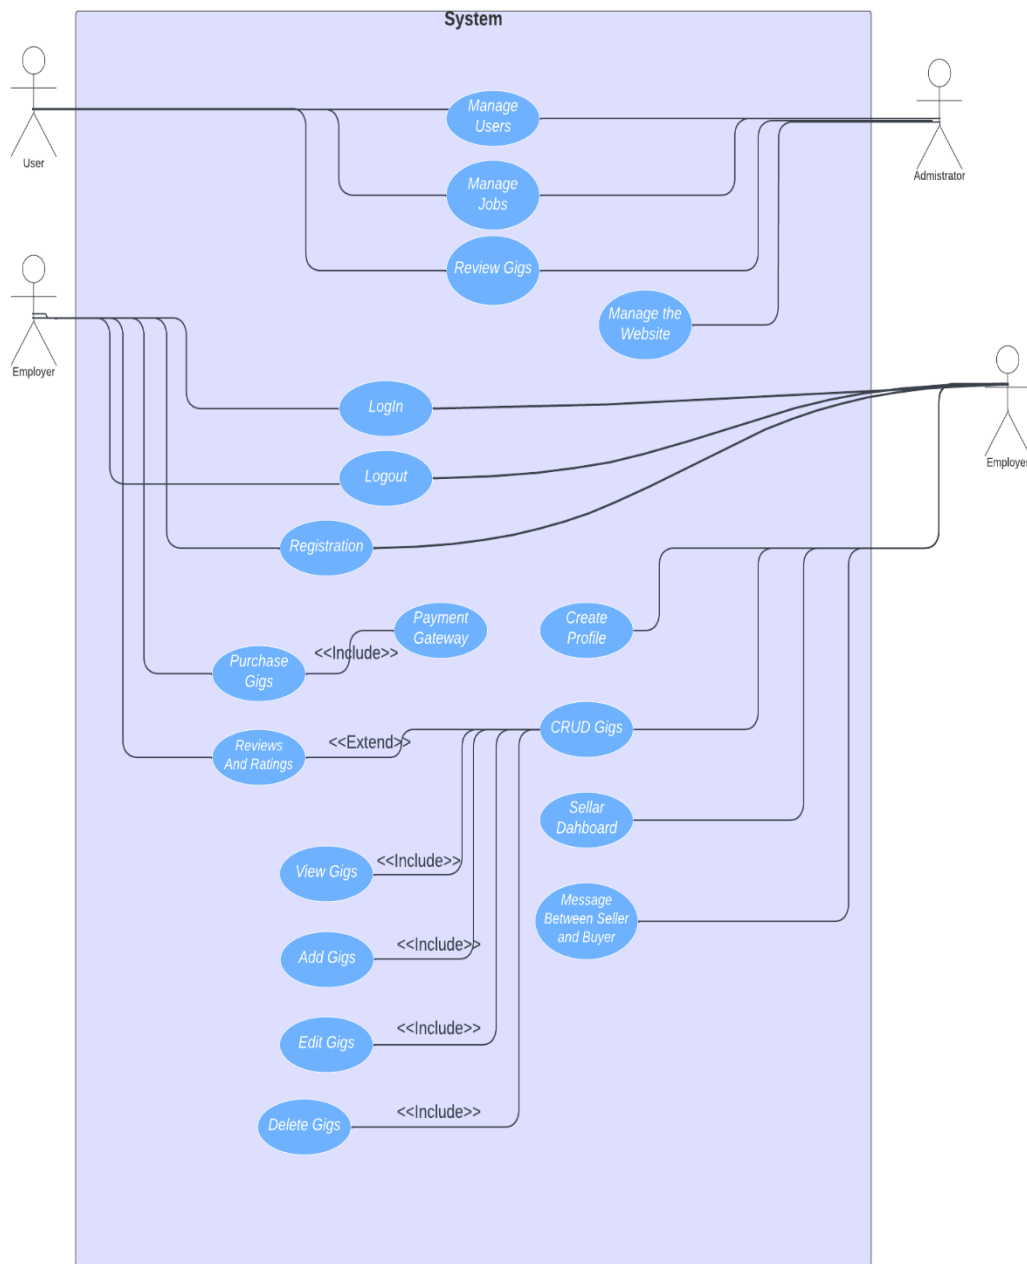 System
Manage
Users
User
Admistrator
Manage
Jobs
Review Gigs
Manage the
Website
Employer
LogIn
Employer
Logout
Registration
Payment
Gateway
Create
Profile
<<Include>>
Purchase
Gigs
CRUD Gigs
<<Extend>>
Reviews
And Ratings
Sellar
Dahboard
<<Include>>
View Gigs
Message
Between Seller
and Buyer
<<Include>>
Add Gigs
<<Include>>
Edit Gigs
<<Include>>
Delete Gigs